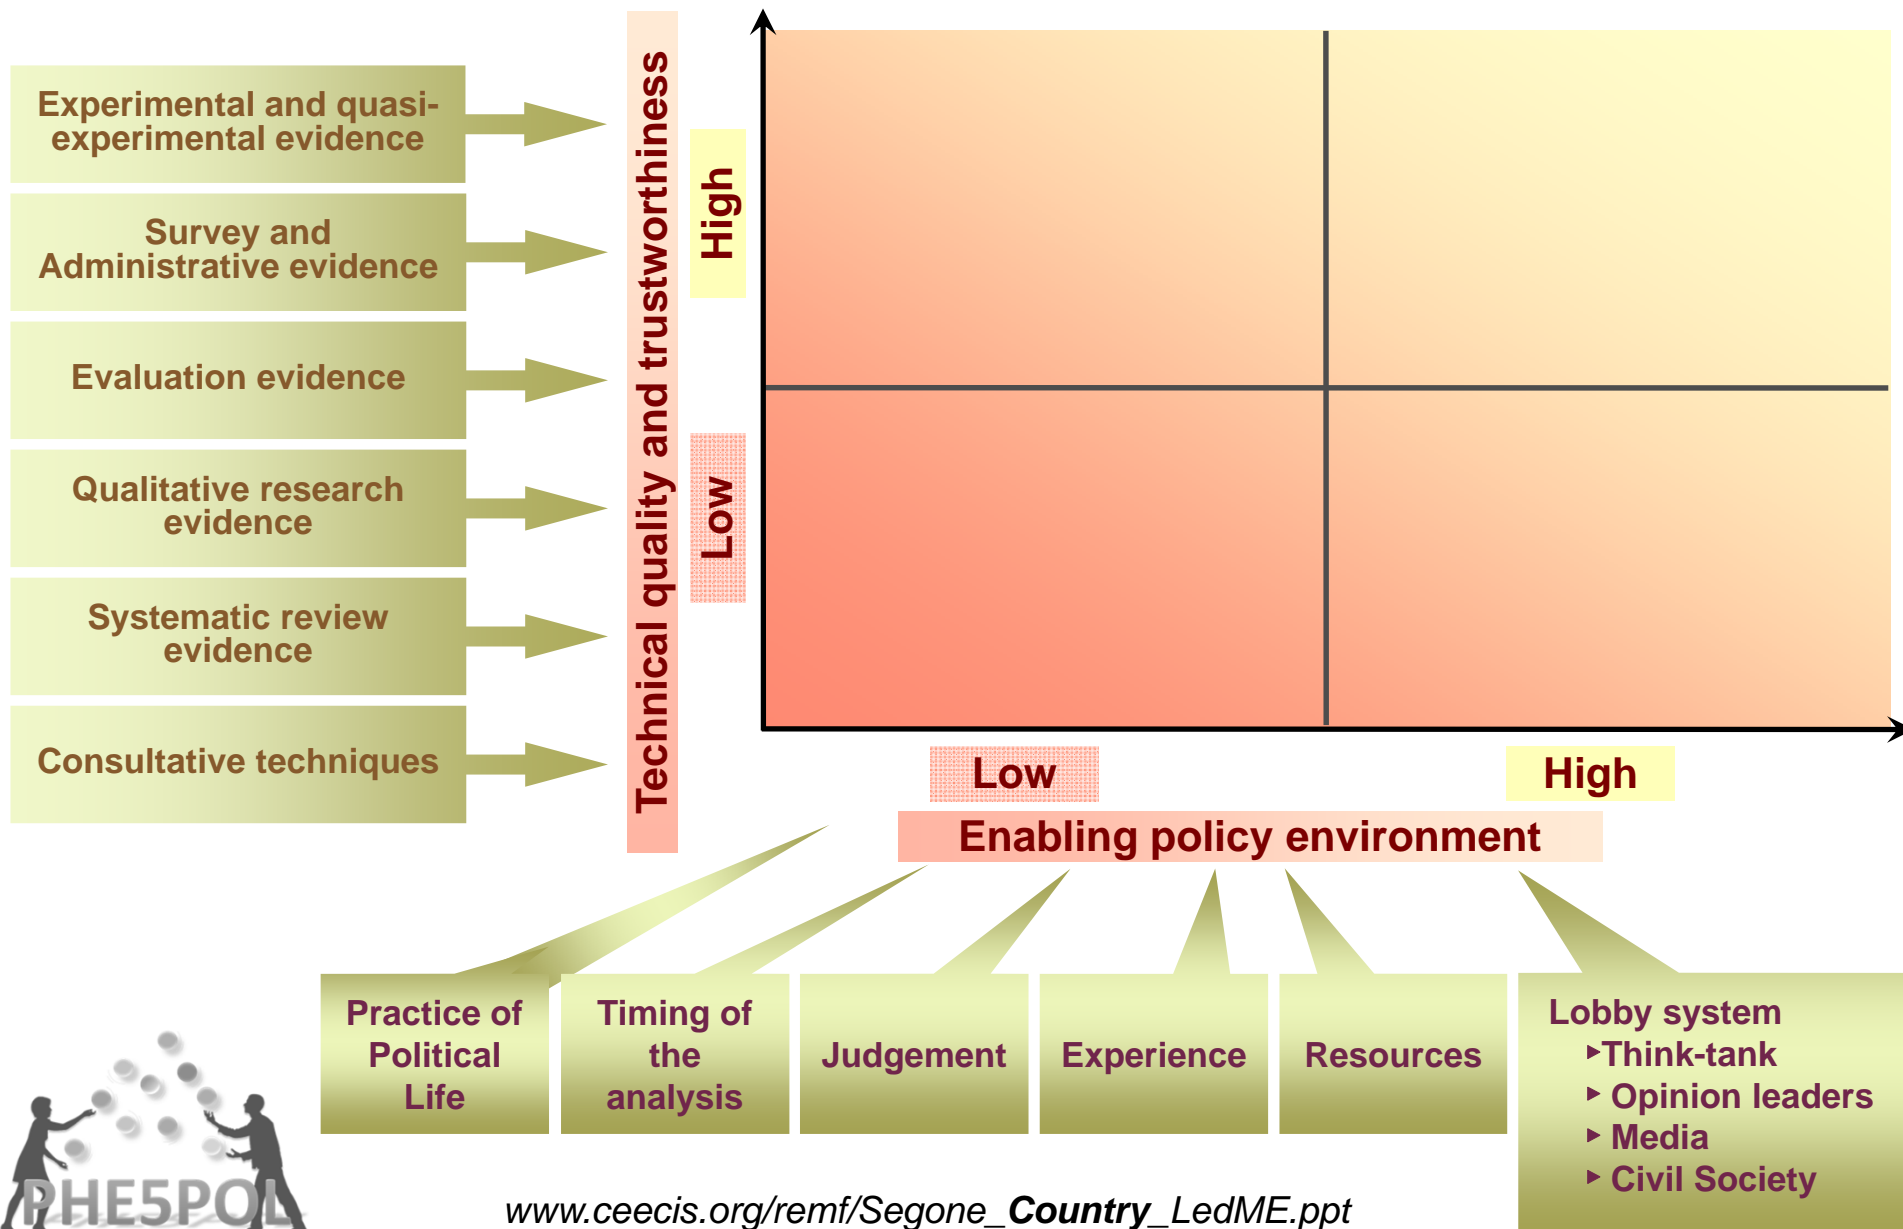 Experimental and quasi-
experimental evidence
Survey and
Administrative evidence
Evaluation evidence
Qualitative research
evidence
Systematic review
evidence
Consultative techniques
Technical quality and trustworthiness
High
Low
Low
High
Enabling policy environment
Practice of
Political
Life
Timing of
the
analysis
Judgement
Experience
Resources
Lobby system
▸Think-tank
▸ Opinion leaders
▸ Media
▸ Civil Society
PHE5POL
www.ceecis.org/remf/Segone_Country_LedME.ppt